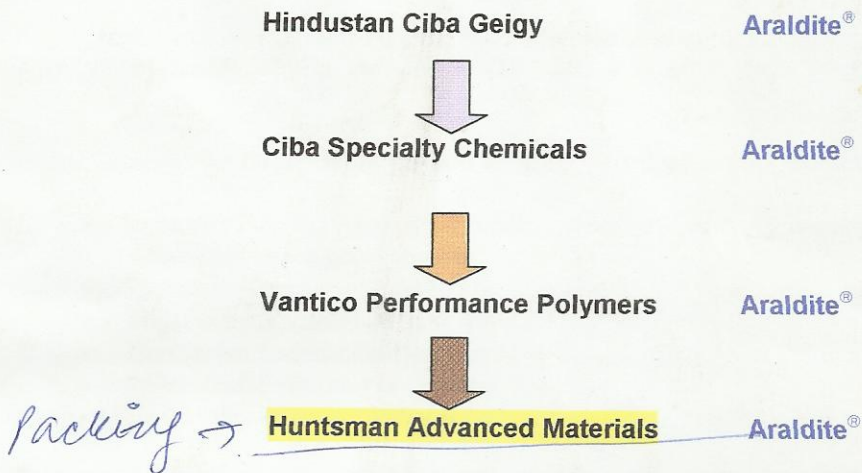 Hindustan Ciba Geigy Araldite®
Ciba Specialty Chemicals Araldite®
Vantico Performance Polymers Araldite®
Packing → Huntsman Advanced Materials Araldite®